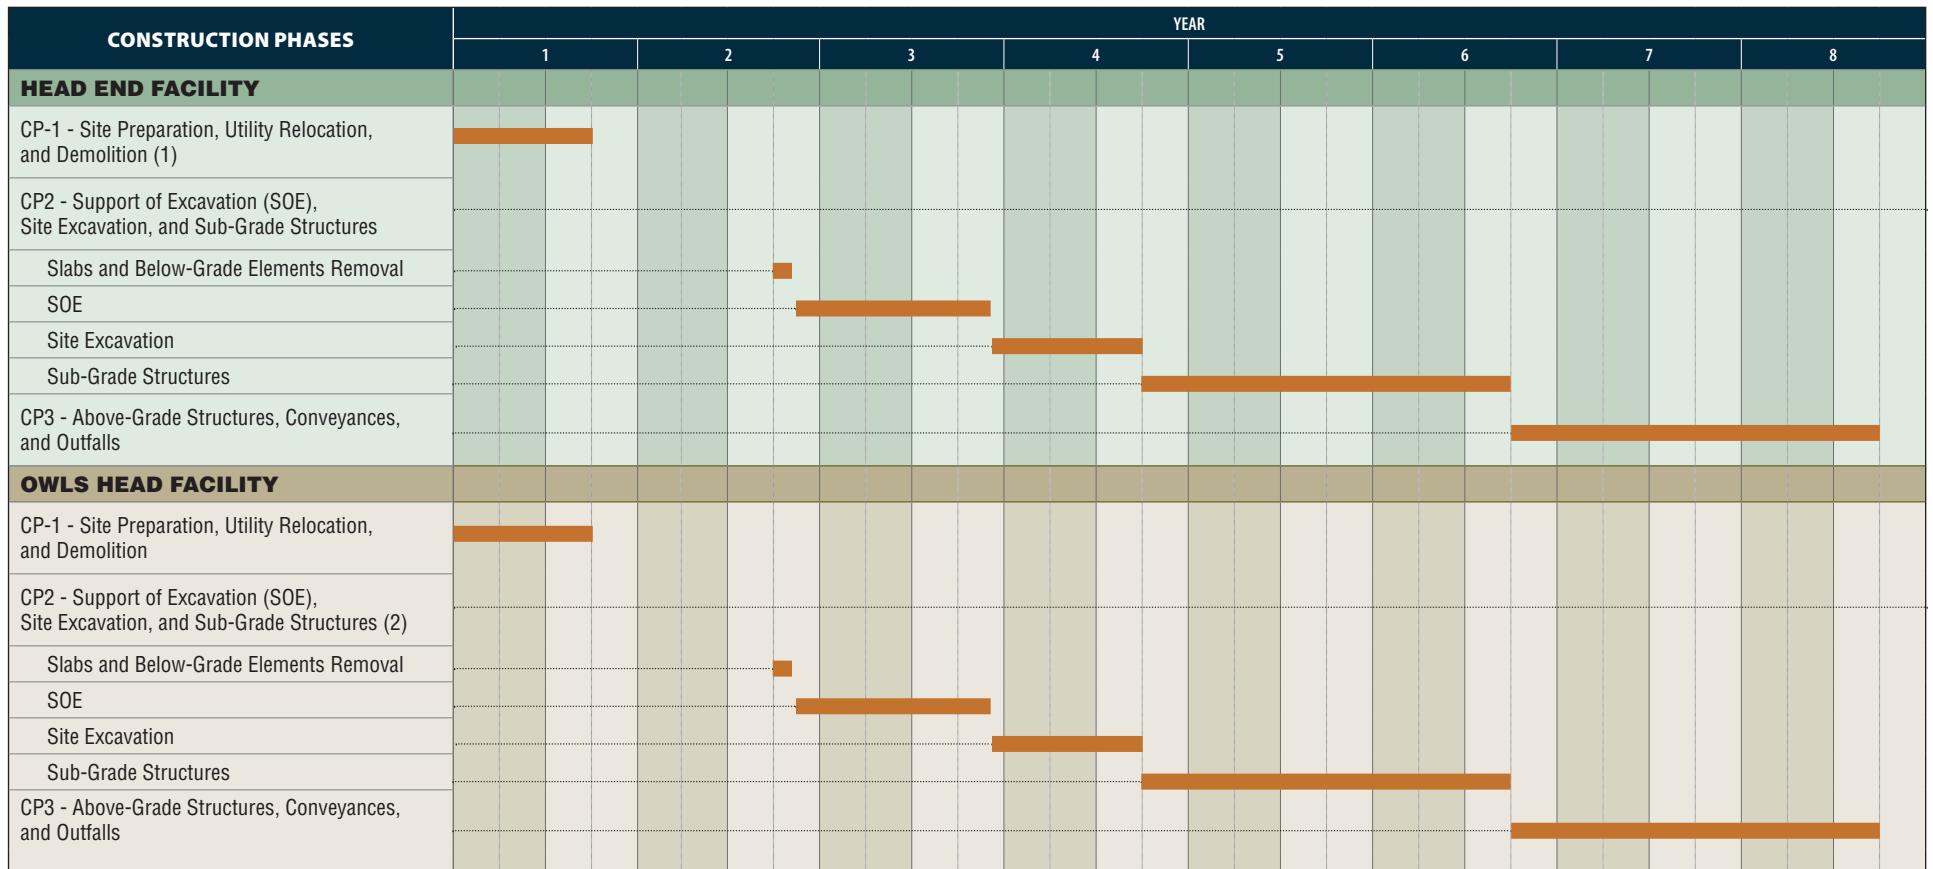 CONSTRUCTION PHASES
YEAR
1 2 3 4 5 6 7 8
HEAD END FACILITY
CP-1 - Site Preparation, Utility Relocation,
and Demolition (1)
CP2 - Support of Excavation (SOE),
Site Excavation, and Sub-Grade Structures
Slabs and Below-Grade Elements Removal
SOE
Site Excavation
Sub-Grade Structures
CP3 - Above-Grade Structures, Conveyances,
and Outfalls
OWLS HEAD FACILITY
CP-1 - Site Preparation, Utility Relocation,
and Demolition
CP2 - Support of Excavation (SOE),
Site Excavation, and Sub-Grade Structures (2)
Slabs and Below-Grade Elements Removal
SOE
Site Excavation
Sub-Grade Structures
CP3 - Above-Grade Structures, Conveyances,
and Outfalls